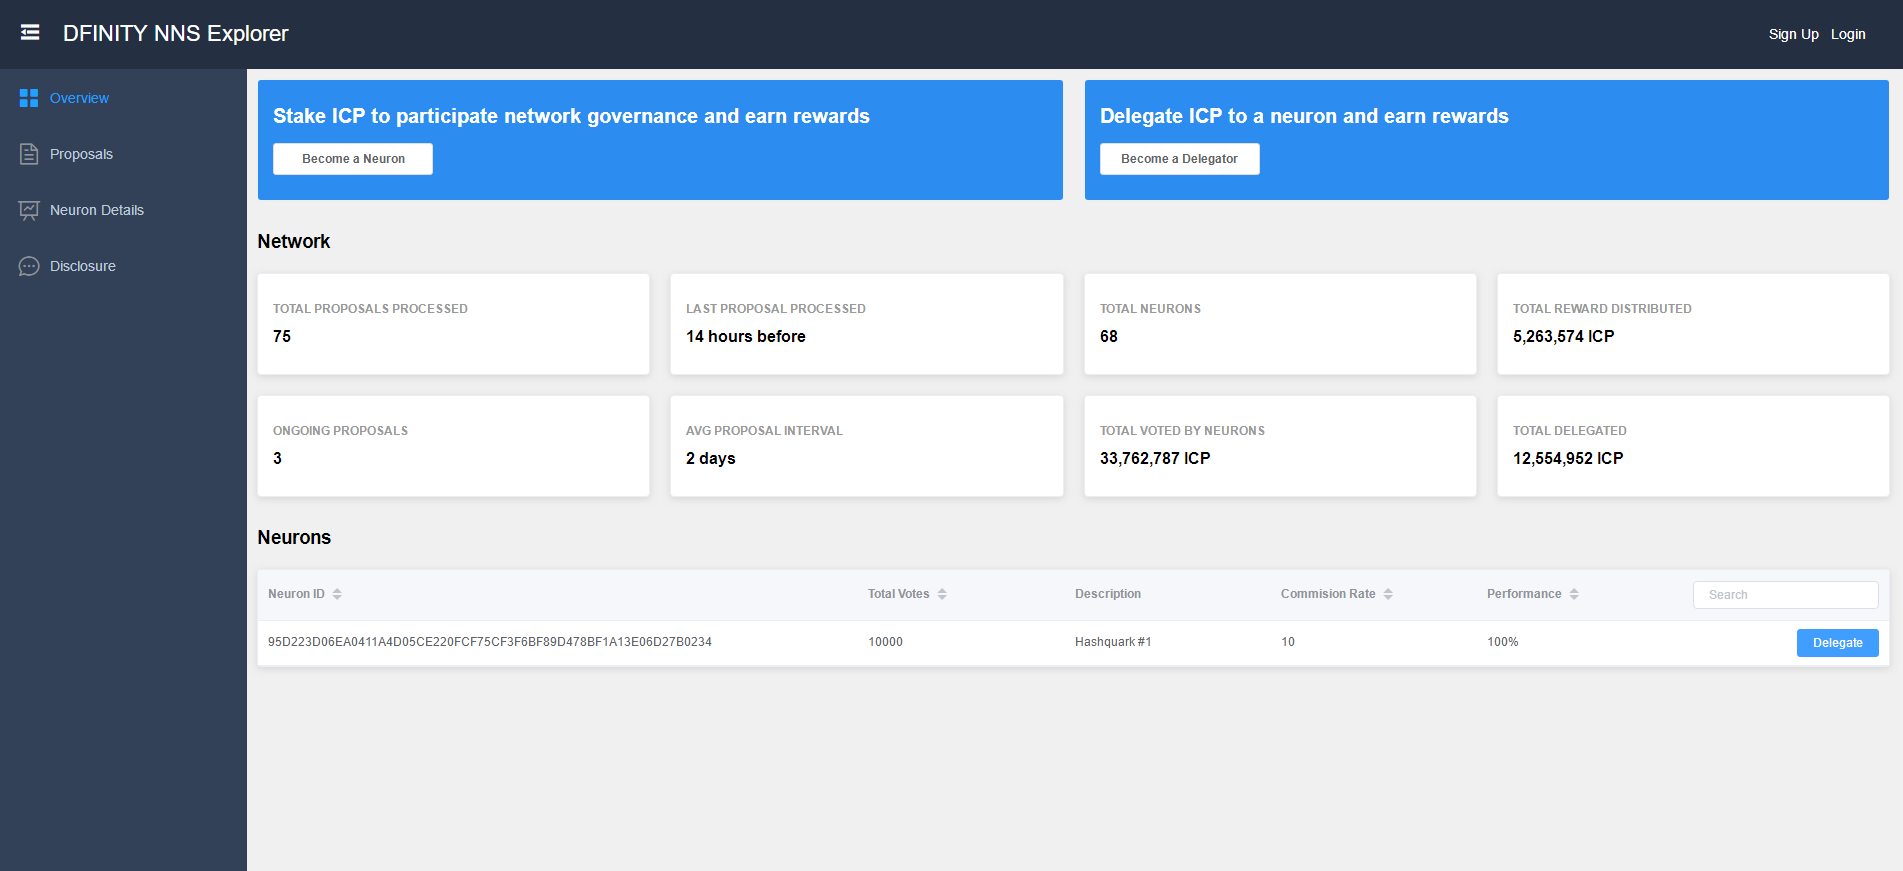 DFINITY NNS Explorer
Sign Up Login
Overview
Proposals
Neuron Details
Disclosure
Stake ICP to participate network governance and earn rewards
Become a Neuron
Delegate ICP to a neuron and earn rewards
Become a Delegator
Network
TOTAL PROPOSALS PROCESSED
75
LAST PROPOSAL PROCESSED
14 hours before
TOTAL NEURONS
68
TOTAL REWARD DISTRIBUTED
5,263,574 ICP
ONGOING PROPOSALS
3
AVG PROPOSAL INTERVAL
2 days
TOTAL VOTED BY NEURONS
33,762,787 ICP
TOTAL DELEGATED
12,554,952 ICP
Neurons
Neuron ID Total Votes Description Commision Rate Performance Search
95D223D06EA0411A4D05CE220FCF75CF3F6BF89D478BF1A13E06D27B0234 10000 Hashquark #1 10 100% Delegate